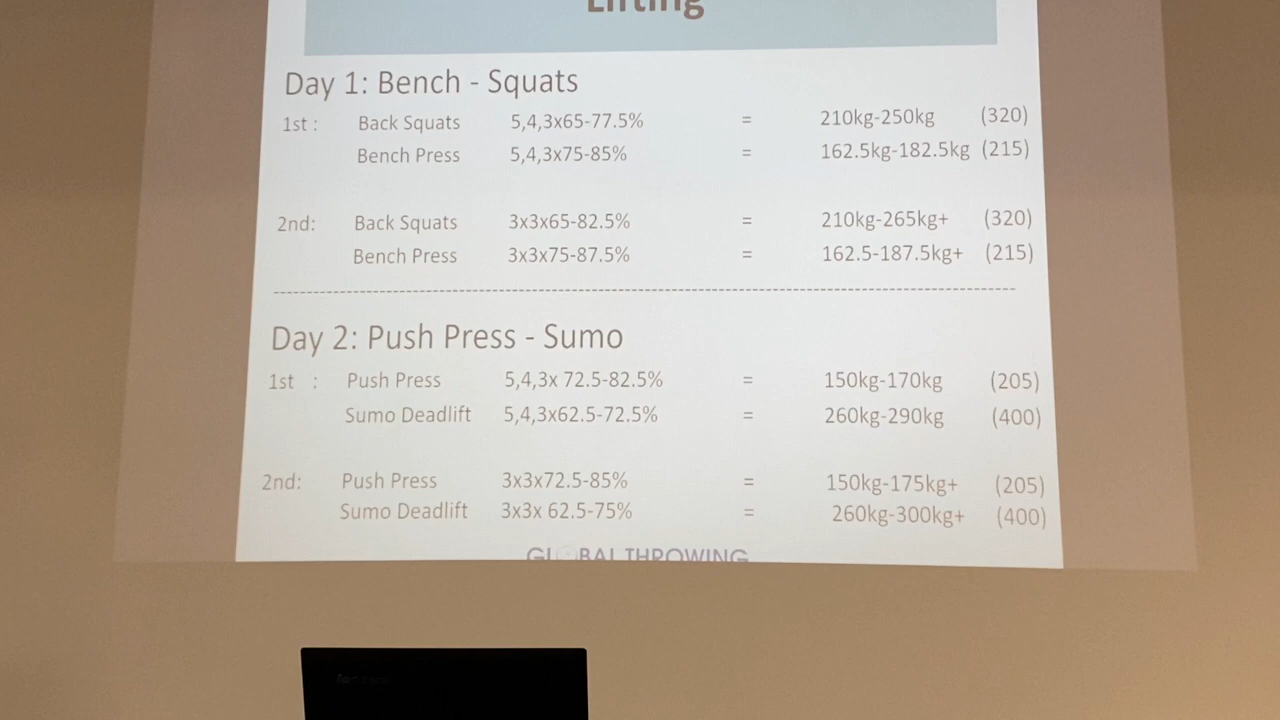 Lifting
Day 1: Bench - Squats
1st : Back Squats 5,4,3x65-77.5% = 210kg-250kg (320)
Bench Press 5,4,3x75-85% = 162.5kg-182.5kg (215)
2nd: Back Squats 3x3x65-82.5% = 210kg-265kg+ (320)
Bench Press 3x3x75-87.5% = 162.5-187.5kg+ (215)
Day 2: Push Press - Sumo
1st : Push Press 5,4,3x 72.5-82.5% = 150kg-170kg (205)
Sumo Deadlift 5,4,3x62.5-72.5% = 260kg-290kg (400)
2nd: Push Press 3x3x72.5-85% = 150kg-175kg+ (205)
Sumo Deadlift 3x3x 62.5-75% = 260kg-300kg+ (400)
GLOBAL THROWING